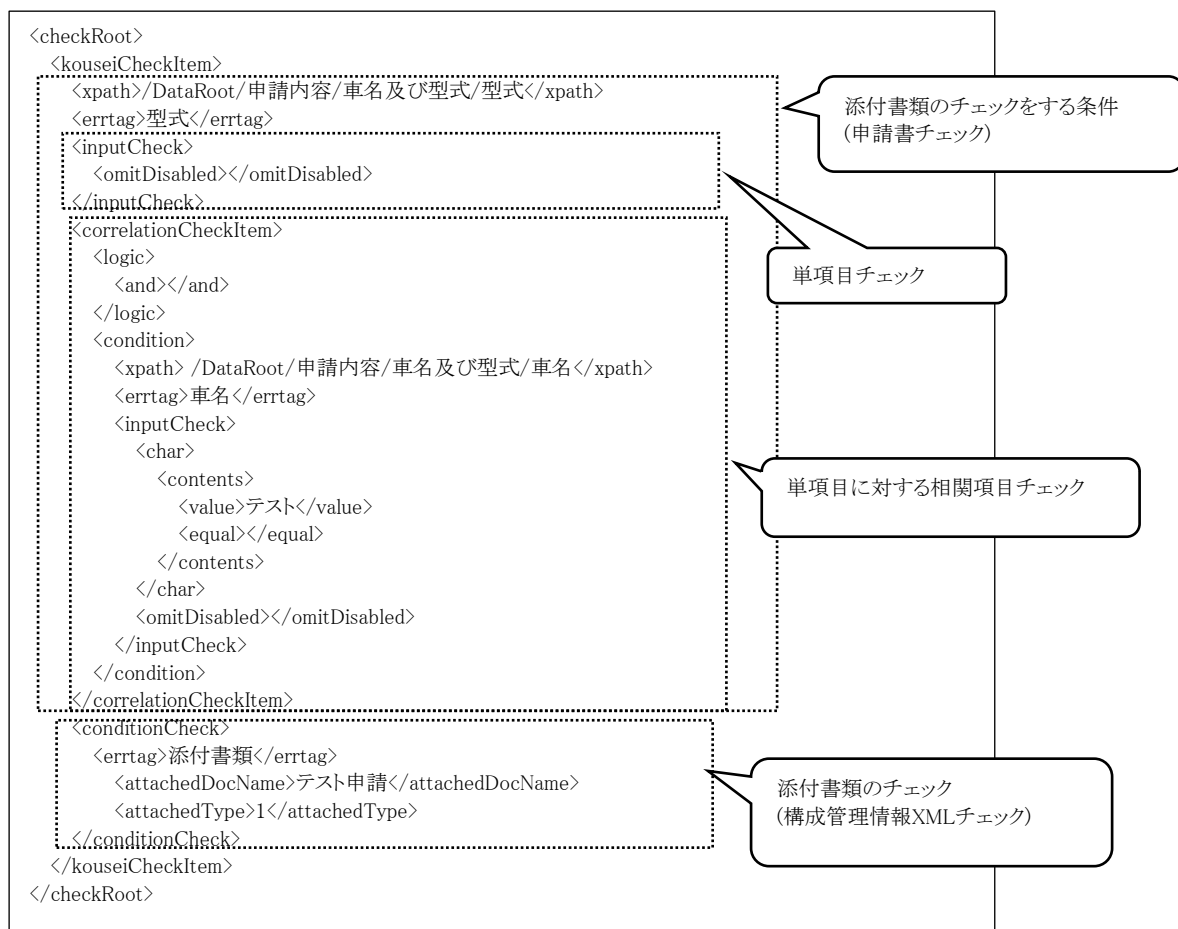 <checkRoot>
<kouseiCheckItem>
<xpath>/DataRoot/申請内容/車名及び型式/型式</xpath>
<errtag>型式</errtag>
<inputCheck>
<omitDisabled></omitDisabled>
</inputCheck>
<correlationCheckItem>
<logic>
<and></and>
</logic>
<condition>
<xpath> /DataRoot/申請内容/車名及び型式/車名</xpath>
<errtag>車名</errtag>
<inputCheck>
<char>
<contents>
<value>テスト</value>
<equal></equal>
</contents>
</char>
<omitDisabled></omitDisabled>
</inputCheck>
</condition>
</correlationCheckItem>
<conditionCheck>
<errtag>添付書類</errtag>
<attachedDocName>テスト申請</attachedDocName>
<attachedType>1</attachedType>
</conditionCheck>
</kouseiCheckItem>
</checkRoot>
添付書類のチェックをする条件
(申請書チェック)
単項目チェック
単項目に対する相関項目チェック
添付書類のチェック
(構成管理情報XMLチェック)